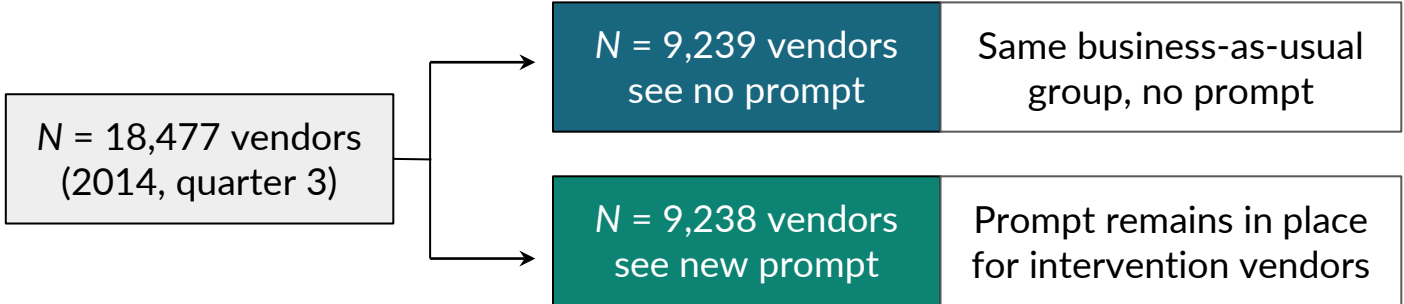 N = 18,477 vendors
(2014, quarter 3)
N = 9,239 vendors
see no prompt
Same business-as-usual
group, no prompt
N = 9,238 vendors
see new prompt
Prompt remains in place
for intervention vendors